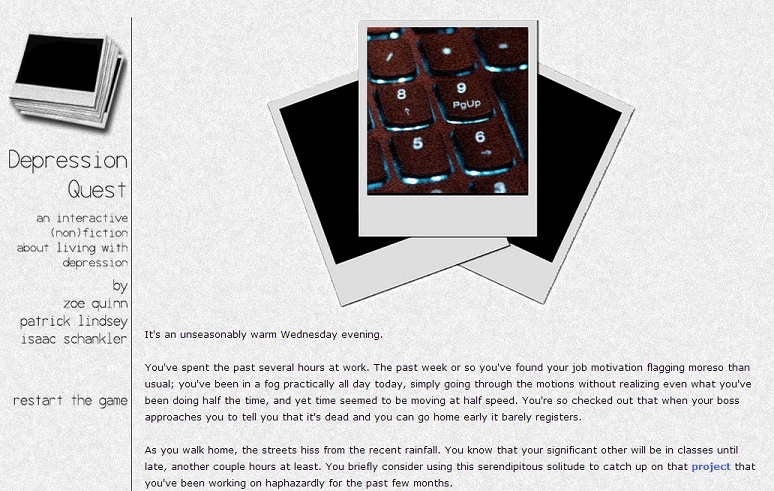 Depression
Quest
an interactive
(non)fiction
about living with
depression
by
zoe quinn
patrick lindsey
isaac schankler
restart the game
/
*
-
8
↑
9
PgUp
5
6
→
3
It's an unseasonably warm Wednesday evening.
You've spent the past several hours at work. The past week or so you've found your job motivation flagging moreso than
usual; you've been in a fog practically all day today, simply going through the motions without realizing even what you've
been doing half the time, and yet time seemed to be moving at half speed. You're so checked out that when your boss
approaches you to tell you that it's dead and you can go home early it barely registers.
As you walk home, the streets hiss from the recent rainfall. You know that your significant other will be in classes until
late, another couple hours at least. You briefly consider using this serendipitous solitude to catch up on that project that
you've been working on haphazardly for the past few months.